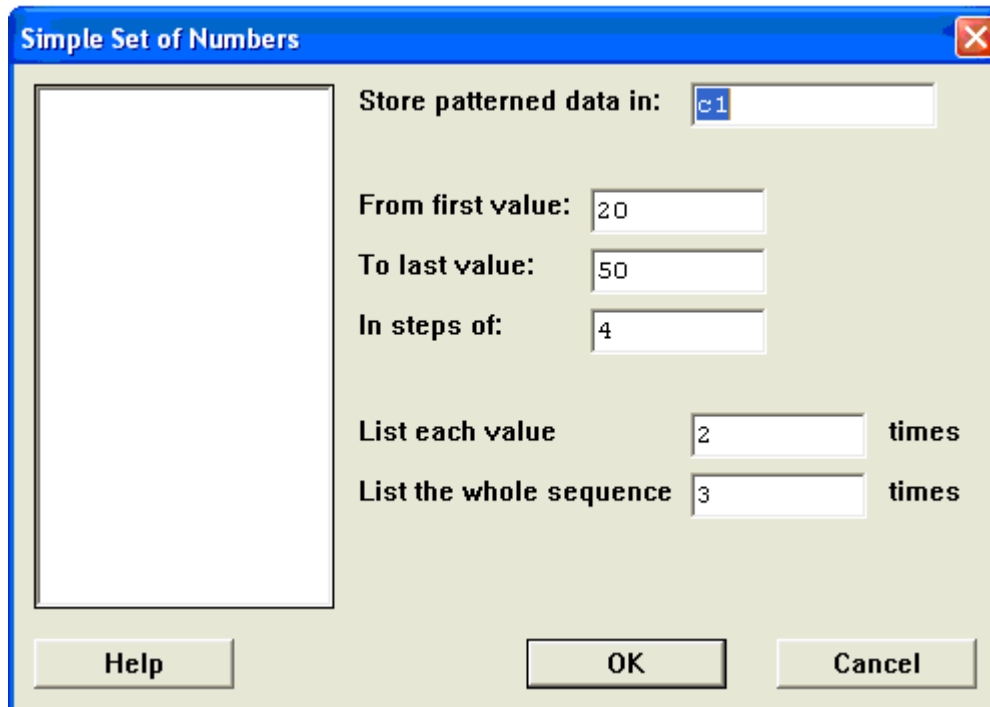 Simple Set of Numbers
Store patterned data in: c1
From first value: 20
To last value: 50
In steps of: 4
List each value 2 times
List the whole sequence 3 times
Help OK Cancel